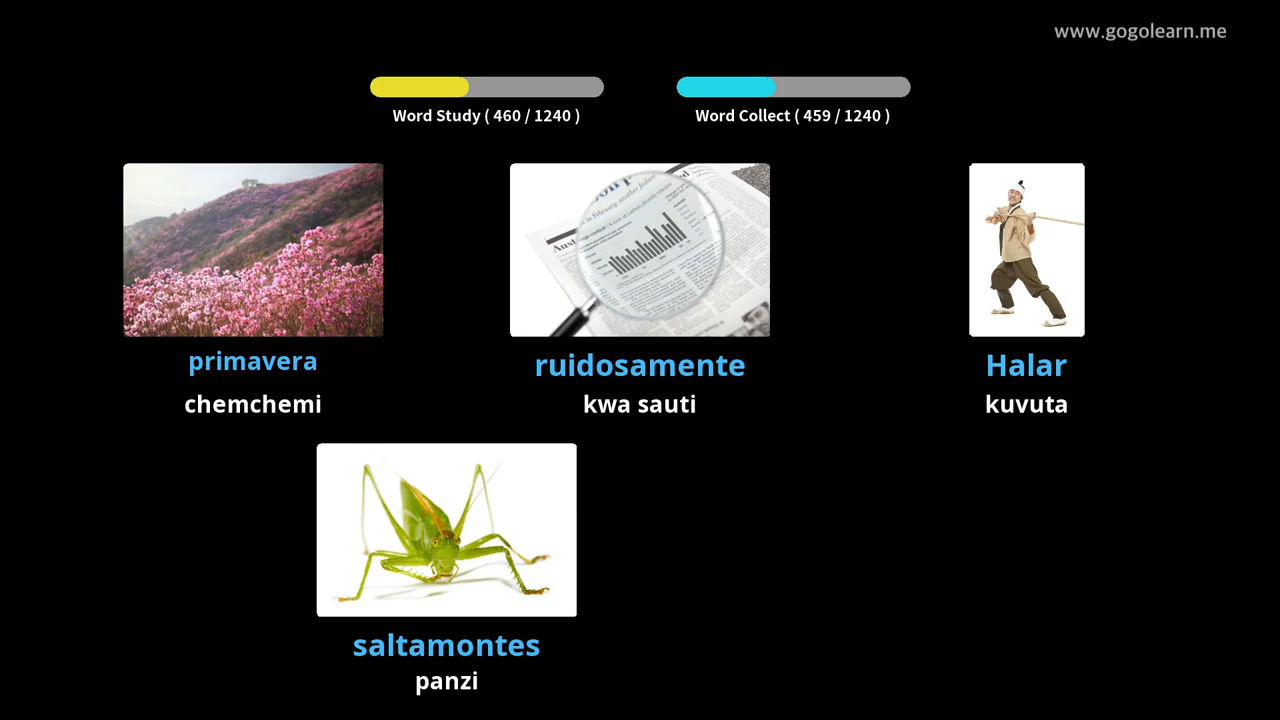 www.gogolearn.me
Word Study ( 460 / 1240 )
Word Collect ( 459 / 1240 )
primavera
chemchemi
ruidosamente
kwa sauti
Halar
kuvuta
saltamontes
panzi